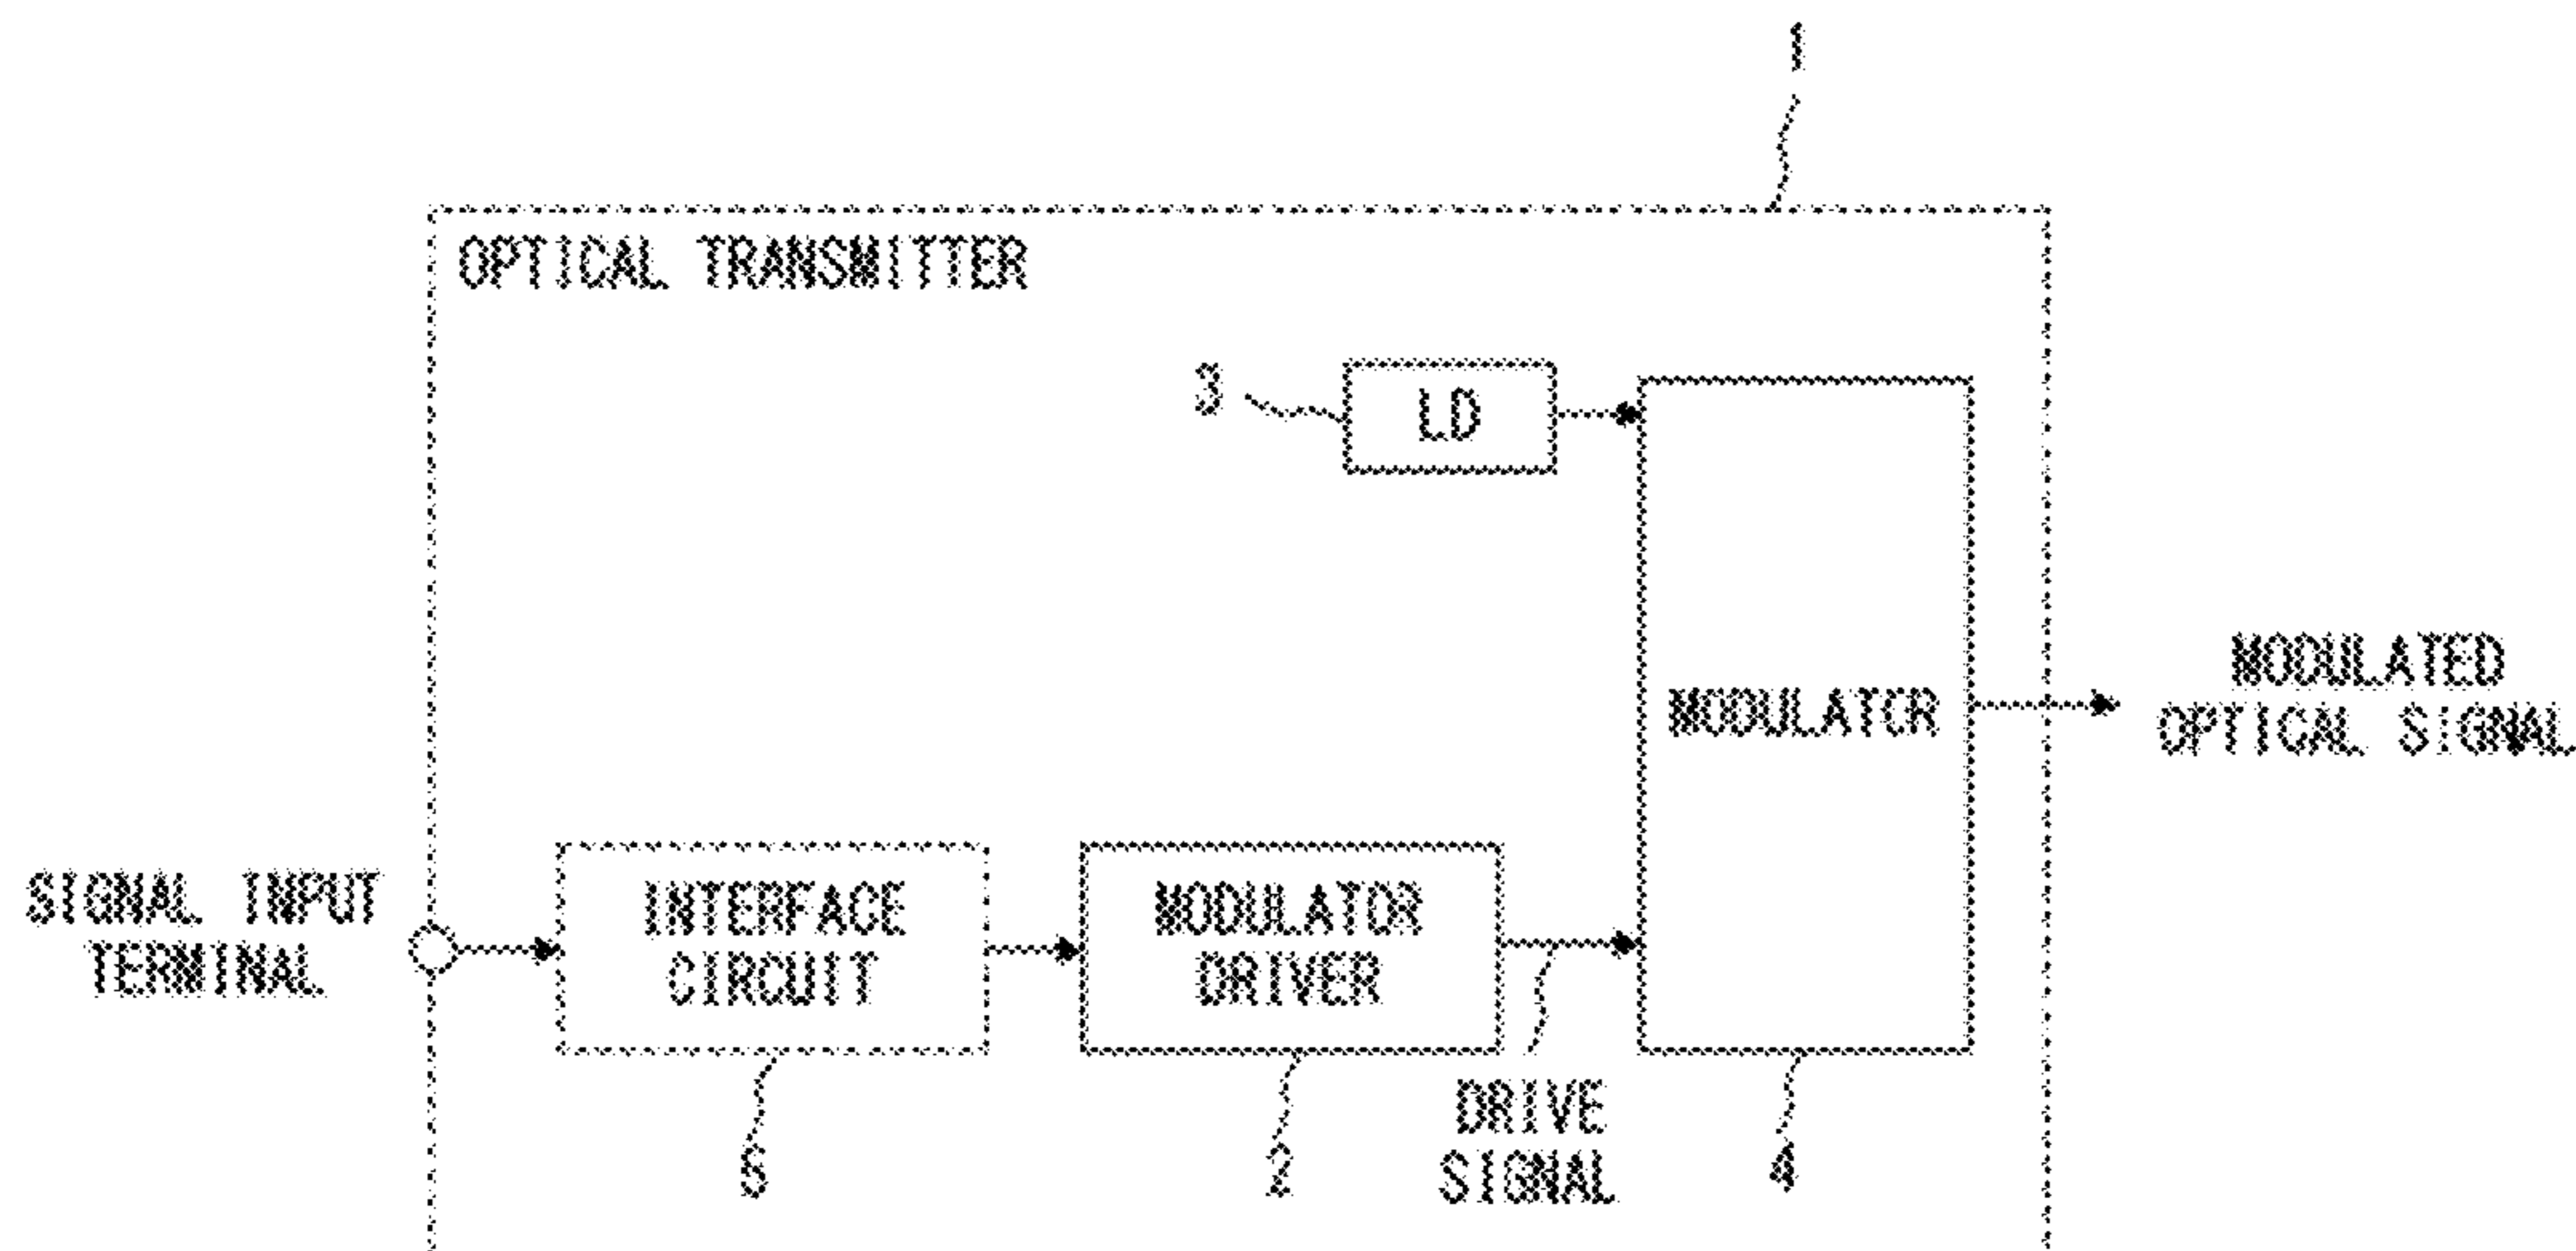 1
OPTICAL TRANSMITTER
3
LD
MODULATOR
MODULATED
OPTICAL SIGNAL
SIGNAL INPUT
TERMINAL
INTERFACE
CIRCUIT
MODULATOR
DRIVER
DRIVE
SIGNAL
2
4